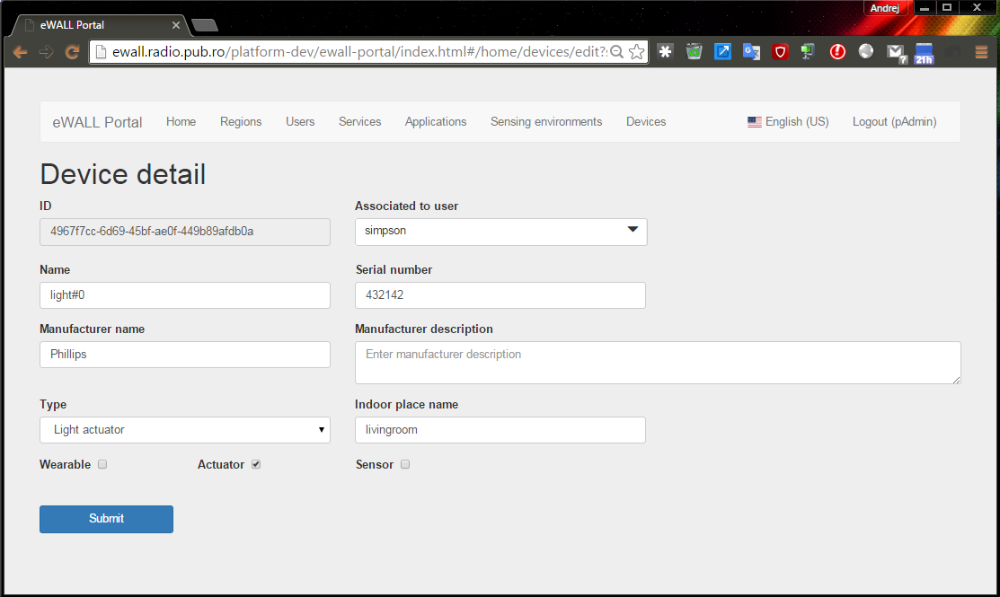 Andrej
eWALL Portal
ewall.radio.pub.ro/platform-dev/ewall-portal/index.html#/home/devices/edit?
21h
eWALL Portal Home Regions Users Services Applications Sensing environments Devices English (US) Logout (pAdmin)
Device detail
ID Associated to user
4967f7cc-6d69-45bf-ae0f-449b89afdb0a simpson
Name Serial number
light#0 432142
Manufacturer name Manufacturer description
Phillips Enter manufacturer description
Type Indoor place name
Light actuator livingroom
Wearable Actuator Sensor
Submit